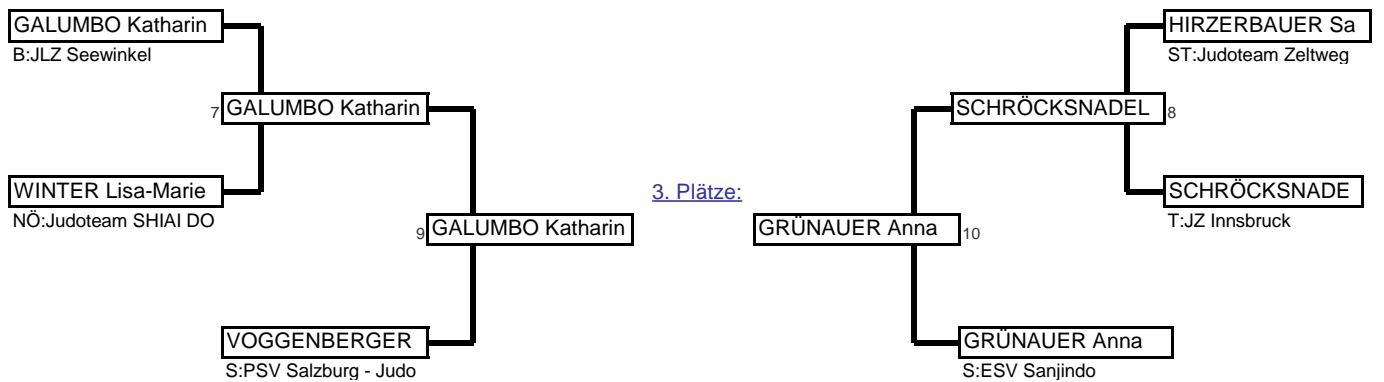 GALUMBO Katharin
B:JLZ Seewinkel
7 GALUMBO Katharin
WINTER Lisa-Marie
NÖ:Judoteam SHIAI DO
9 GALUMBO Katharin
VOGGENBERGER
S:PSV Salzburg - Judo
3. Plätze:
HIRZERBAUER Sa
ST:Judoteam Zeltweg
SCHRÖCKSNADEL 8
SCHRÖCKSNADE
T:JZ Innsbruck
GRÜNAUER Anna 10
GRÜNAUER Anna
S:ESV Sanjindo